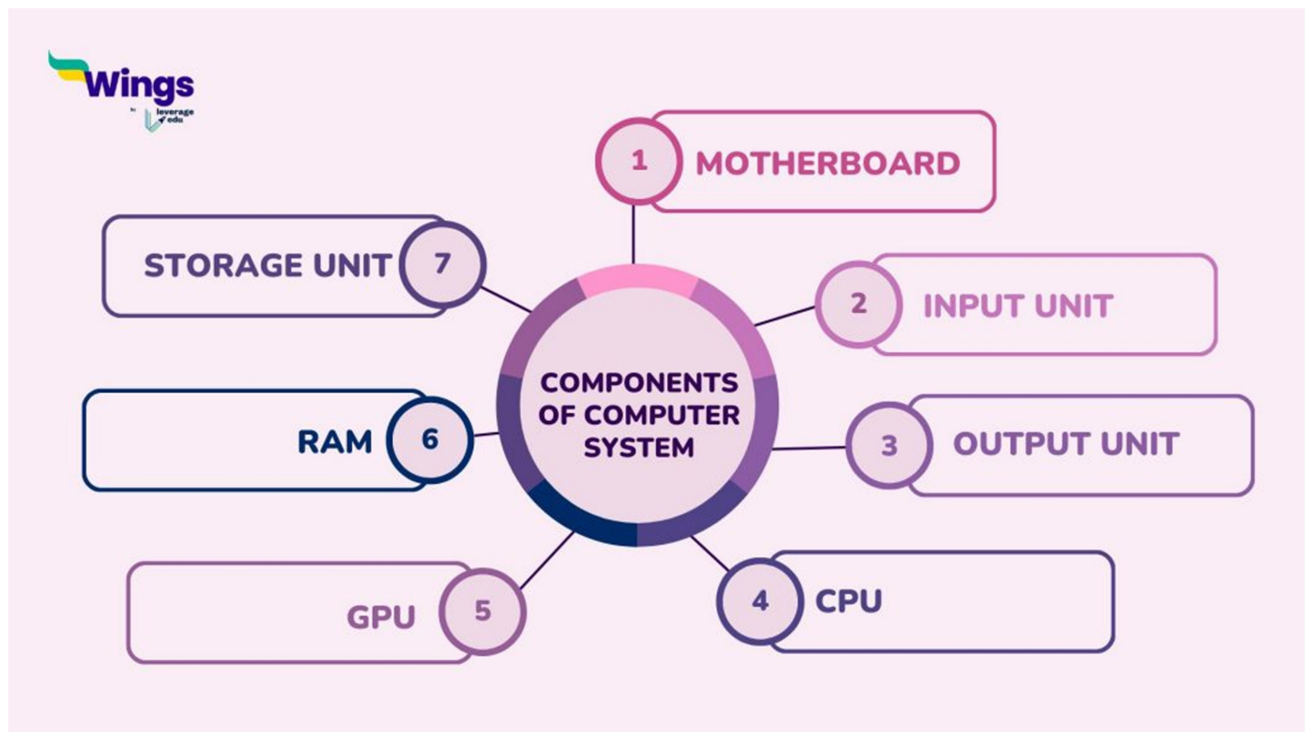 Wings
by
leverage
edu
1
MOTHERBOARD
2
INPUT UNIT
3
OUTPUT UNIT
4
CPU
5
GPU
6
RAM
7
STORAGE UNIT
COMPONENTS
OF COMPUTER
SYSTEM